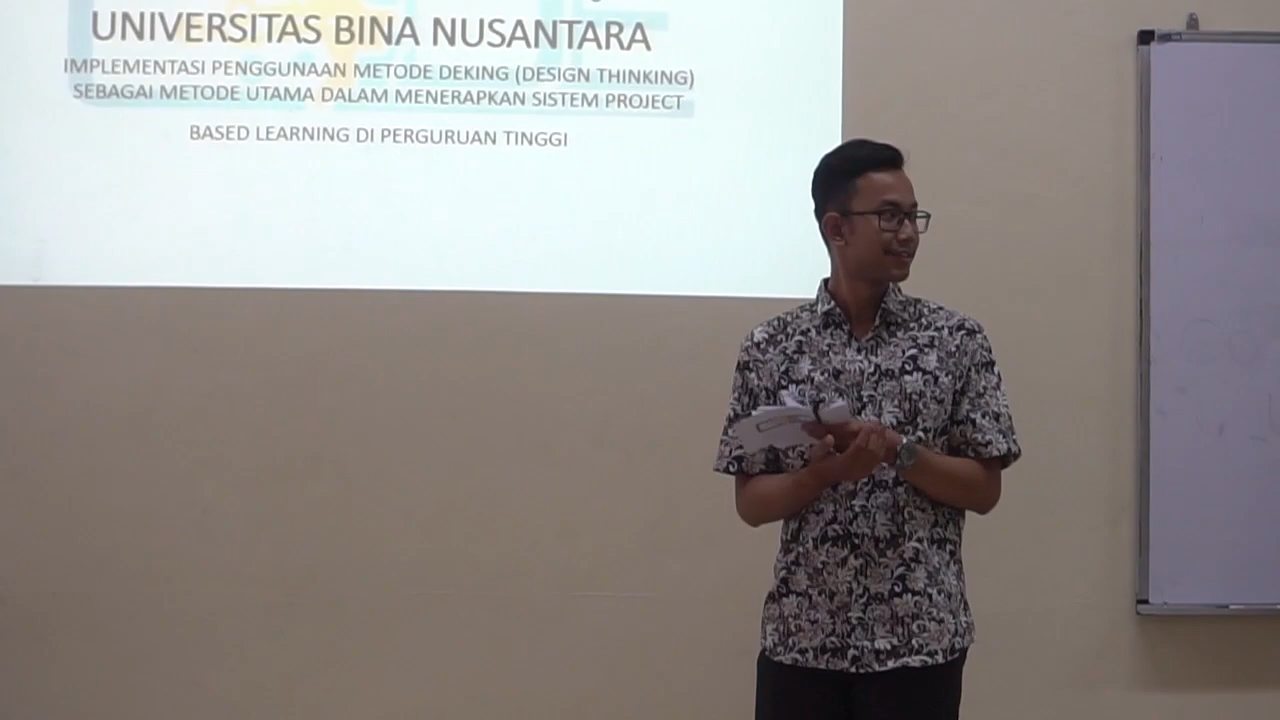 UNIVERSITAS BINA NUSANTARA
IMPLEMENTASI PENGGUNAAN METODE DEKING (DESIGN THINKING)
SEBAGAI METODE UTAMA DALAM MENERAPKAN SISTEM PROJECT
BASED LEARNING DI PERGURUAN TINGGI